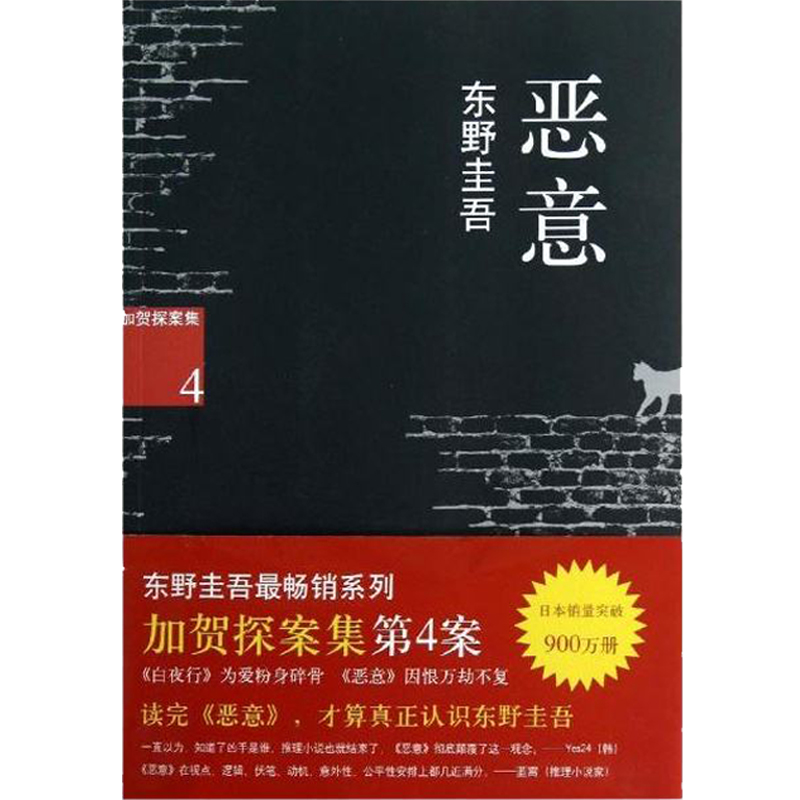 恶意
东野圭吾
加贺探案集
4
东野圭吾最畅销系列
加贺探案集第4案
《白夜行》为爱粉身碎骨 《恶意》因恨万劫不复
读完《恶意》，才算真正认识东野圭吾
一直以为，知道了凶手是谁，推理小说也就结束了，《恶意》彻底颠覆了这一观念。——Yes24［韩］
《恶意》在视点、逻辑、伏笔、动机、意外性、公平性安排上都几近满分。——蓝霄（推理小说家）
日本销量突破
900万册